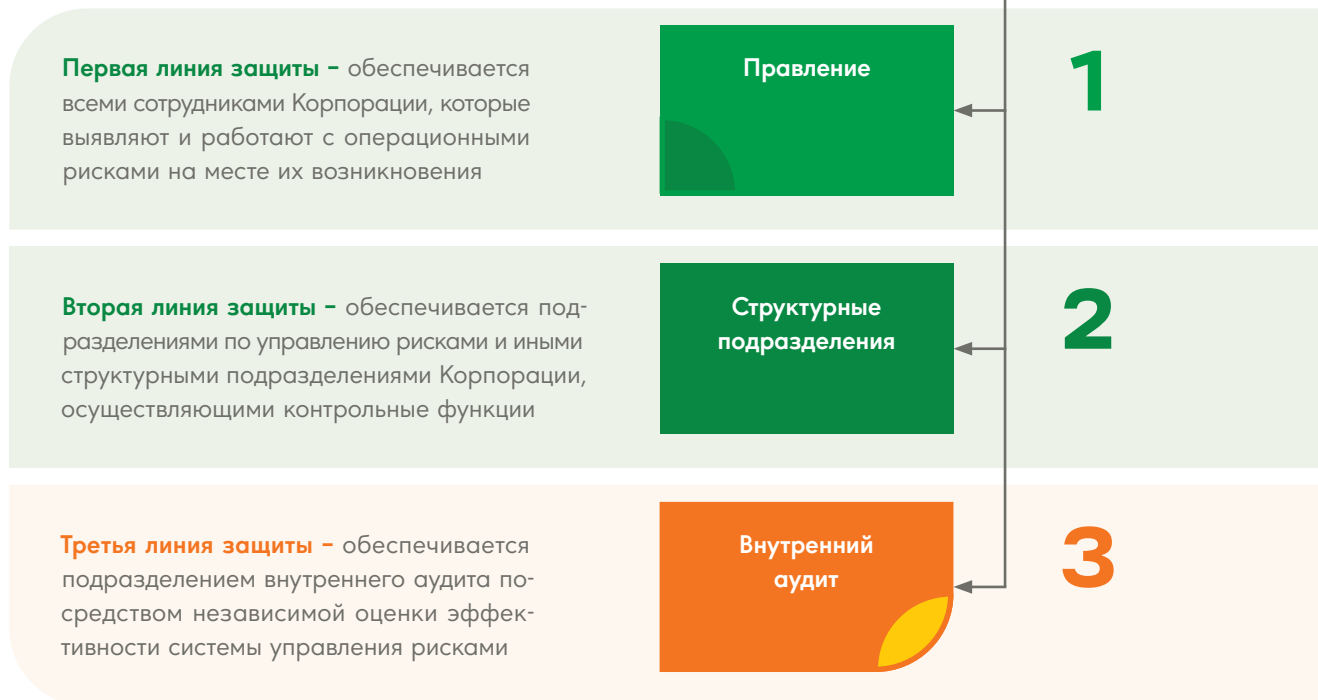 Первая линия защиты – обеспечивается
всеми сотрудниками Корпорации, которые
выявляют и работают с операционными
рисками на месте их возникновения
Правление
1
Вторая линия защиты – обеспечивается под-
разделениями по управлению рисками и иными
структурными подразделениями Корпорации,
осуществляющими контрольные функции
Структурные
подразделения
2
Третья линия защиты – обеспечивается
подразделением внутреннего аудита по-
средством независимой оценки эффек-
тивности системы управления рисками
Внутренний
аудит
3